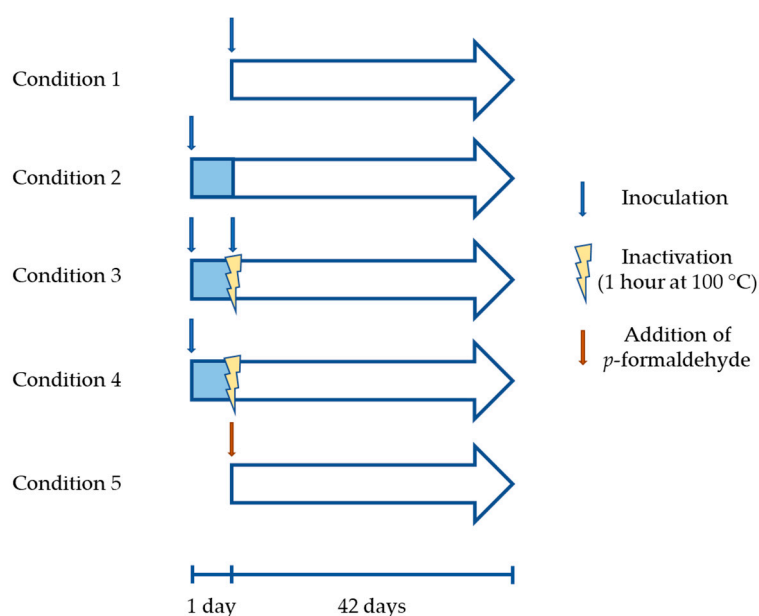 Condition 1
Condition 2
Condition 3
Condition 4
Condition 5
Inoculation
Inactivation
(1 hour at 100 °C)
Addition of
p-formaldehyde
1 day
42 days